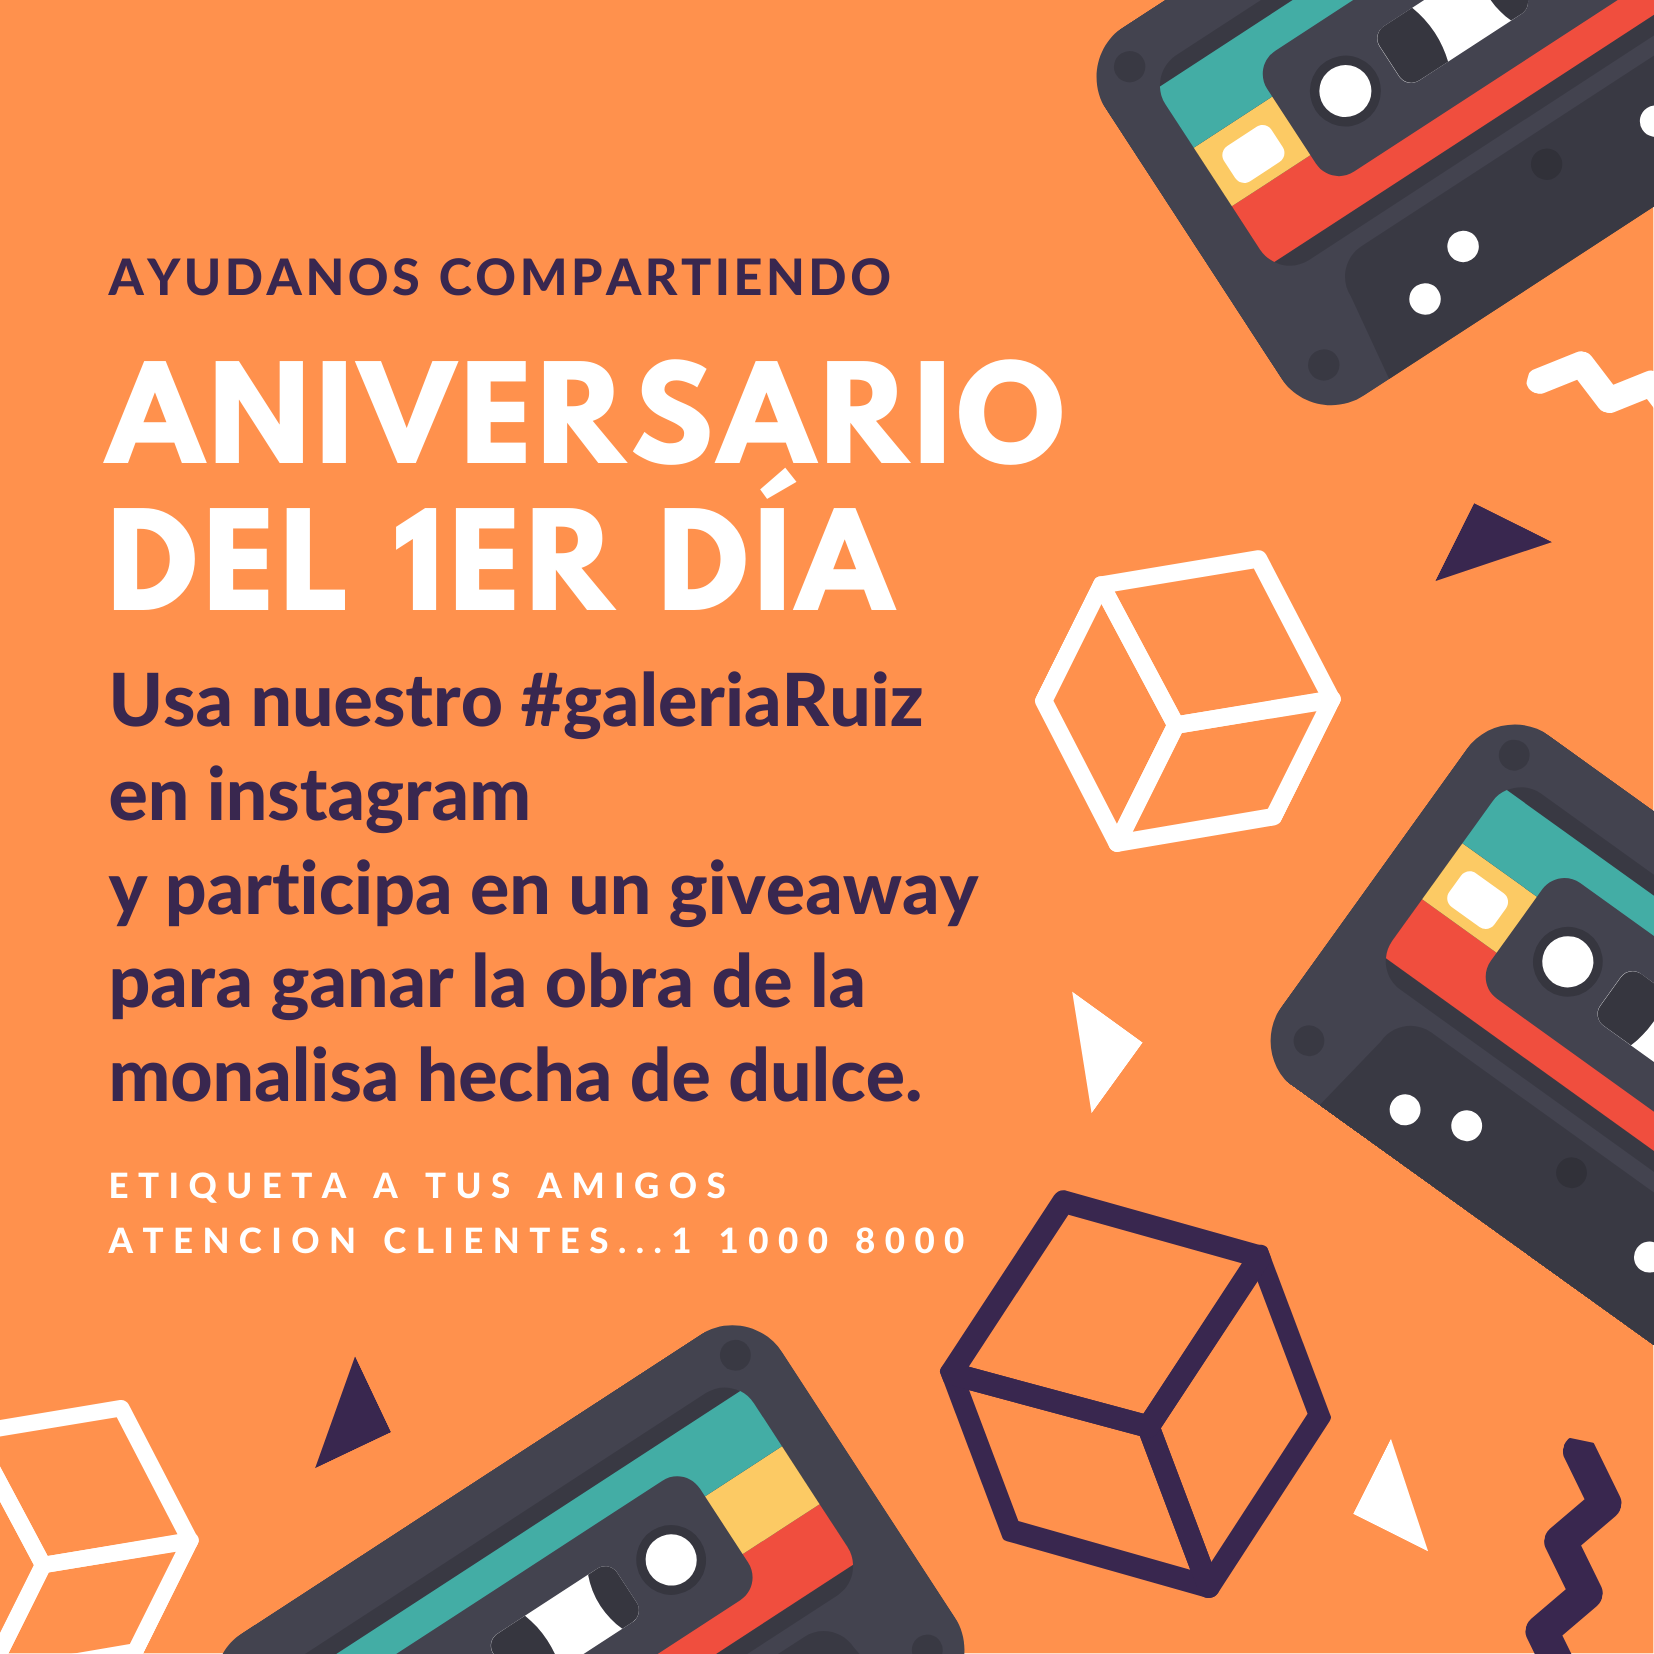 AYUDANOS COMPARTIENDO
ANIVERSARIO
DEL 1ER DÍA
Usa nuestro #galeriaRuiz
en instagram
y participa en un giveaway
para ganar la obra de la
monalisa hecha de dulce.
ETIQUETA A TUS AMIGOS
ATENCION CLIENTES...1 1000 8000